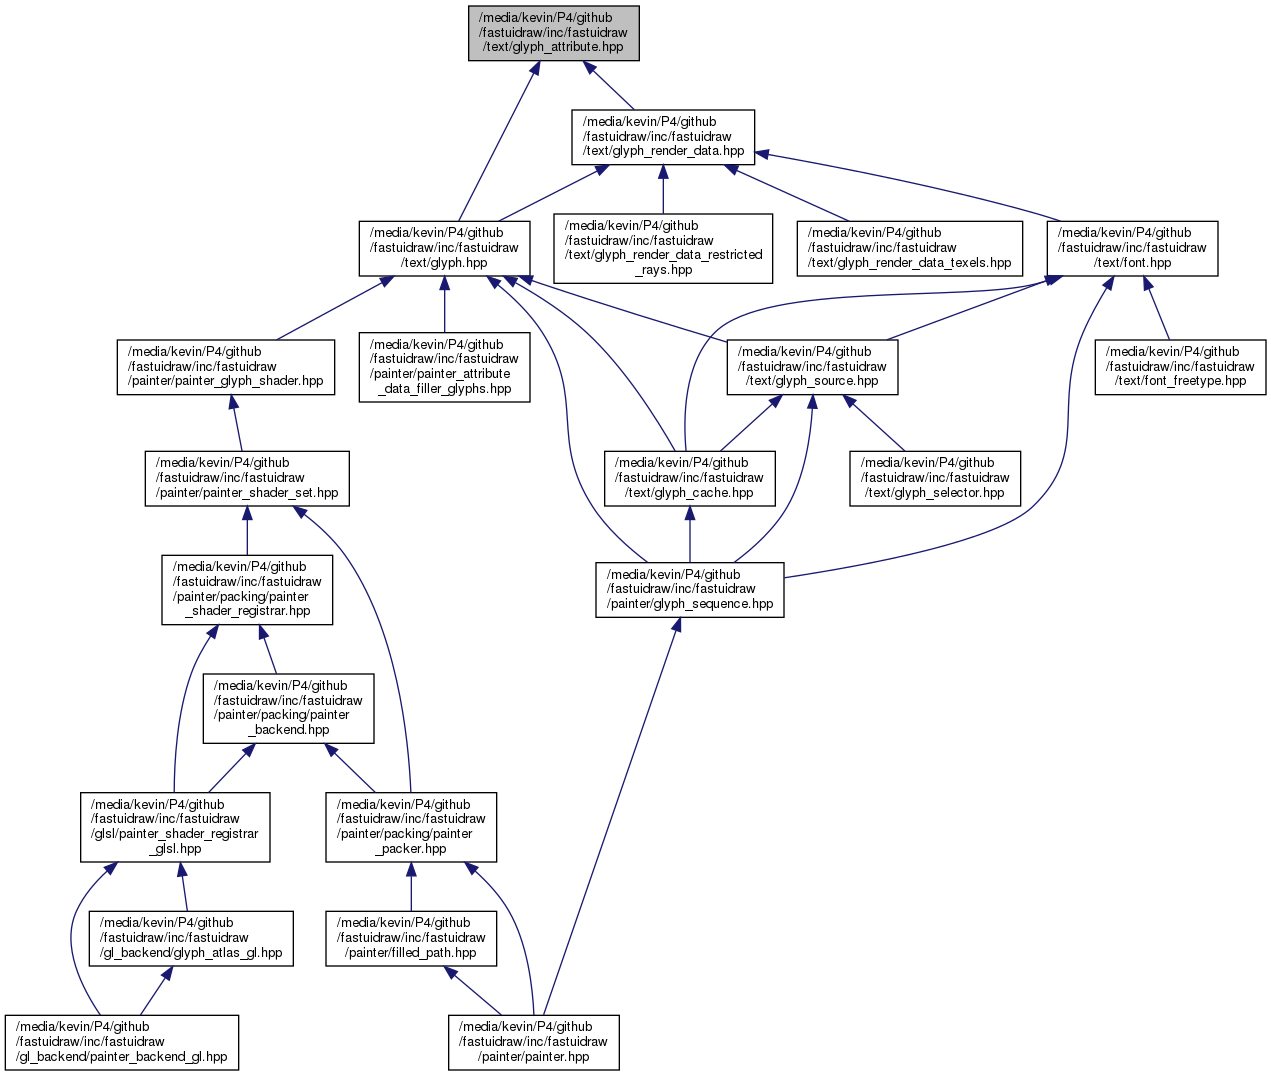 /media/kevin/P4/github
/fastuidraw/inc/fastuidraw
/text/glyph_attribute.hpp
/media/kevin/P4/github
/fastuidraw/inc/fastuidraw
/text/glyph_render_data.hpp
/media/kevin/P4/github
/fastuidraw/inc/fastuidraw
/text/glyph.hpp
/media/kevin/P4/github
/fastuidraw/inc/fastuidraw
/text/glyph_render_data_restricted
_rays.hpp
/media/kevin/P4/github
/fastuidraw/inc/fastuidraw
/text/glyph_render_data_texels.hpp
/media/kevin/P4/github
/fastuidraw/inc/fastuidraw
/text/font.hpp
/media/kevin/P4/github
/fastuidraw/inc/fastuidraw
/painter/painter_glyph_shader.hpp
/media/kevin/P4/github
/fastuidraw/inc/fastuidraw
/painter/painter_attribute
_data_filler_glyphs.hpp
/media/kevin/P4/github
/fastuidraw/inc/fastuidraw
/text/glyph_source.hpp
/media/kevin/P4/github
/fastuidraw/inc/fastuidraw
/text/font_freetype.hpp
/media/kevin/P4/github
/fastuidraw/inc/fastuidraw
/painter/painter_shader_set.hpp
/media/kevin/P4/github
/fastuidraw/inc/fastuidraw
/text/glyph_cache.hpp
/media/kevin/P4/github
/fastuidraw/inc/fastuidraw
/text/glyph_selector.hpp
/media/kevin/P4/github
/fastuidraw/inc/fastuidraw
/painter/packing/painter
_shader_registrar.hpp
/media/kevin/P4/github
/fastuidraw/inc/fastuidraw
/painter/glyph_sequence.hpp
/media/kevin/P4/github
/fastuidraw/inc/fastuidraw
/painter/packing/painter
_backend.hpp
/media/kevin/P4/github
/fastuidraw/inc/fastuidraw
/glsl/painter_shader_registrar
_glsl.hpp
/media/kevin/P4/github
/fastuidraw/inc/fastuidraw
/painter/packing/painter
_packer.hpp
/media/kevin/P4/github
/fastuidraw/inc/fastuidraw
/gl_backend/glyph_atlas_gl.hpp
/media/kevin/P4/github
/fastuidraw/inc/fastuidraw
/painter/filled_path.hpp
/media/kevin/P4/github
/fastuidraw/inc/fastuidraw
/gl_backend/painter_backend_gl.hpp
/media/kevin/P4/github
/fastuidraw/inc/fastuidraw
/painter/painter.hpp